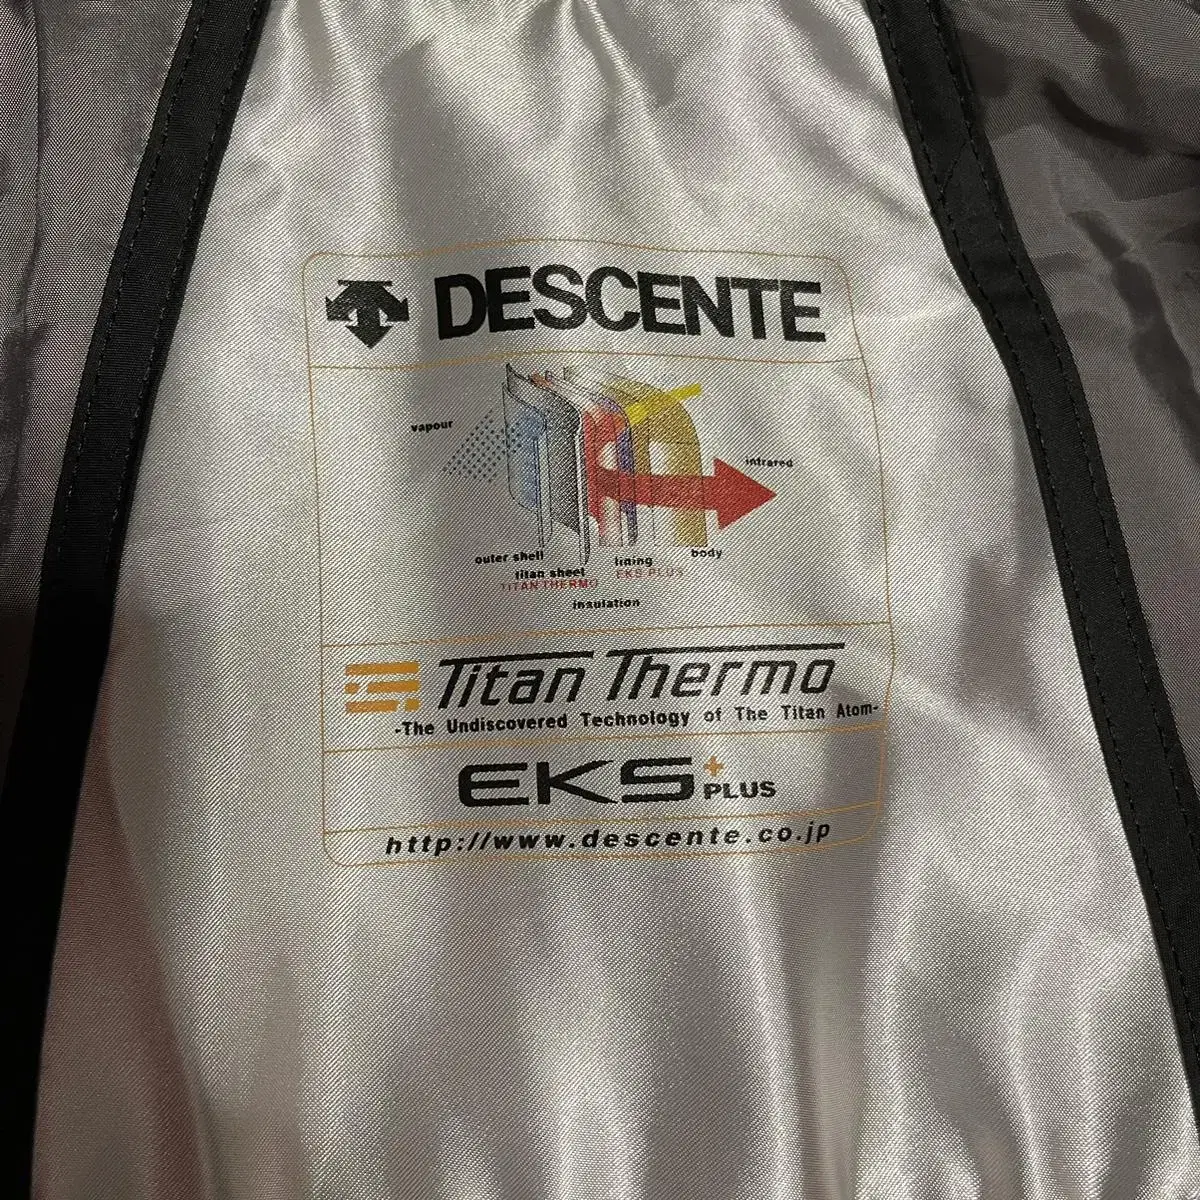 DESCENTE
vapour
infrared
outer shell
lining
body
titan sheet
EKS PLUS
TITAN THERMO
insulation
Titan Thermo
-The Undiscovered Technology of The Titan Atom-
EKS+ PLUS
http://www.descente.co.jp